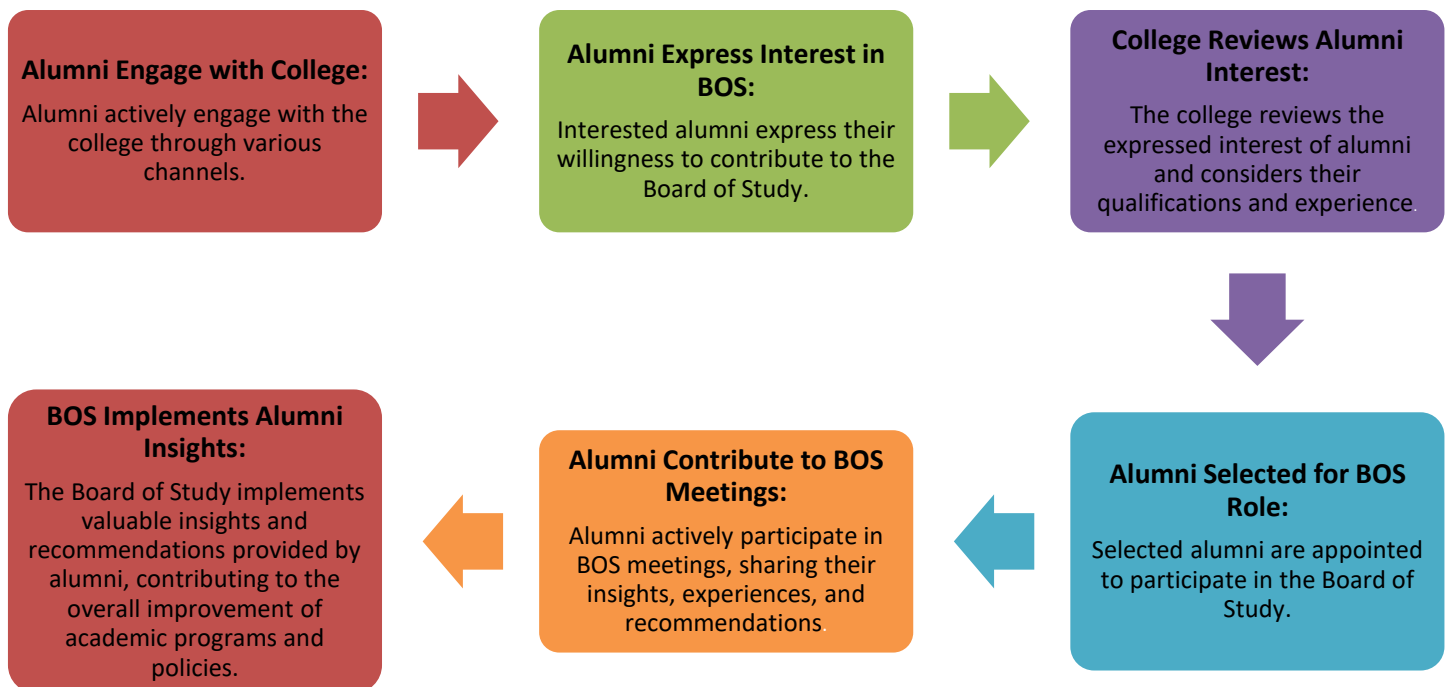 Alumni Engage with College:
Alumni actively engage with the
college through various
channels.
Alumni Express Interest in
BOS:
Interested alumni express their
willingness to contribute to the
Board of Study.
College Reviews Alumni
Interest:
The college reviews the
expressed interest of alumni
and considers their
qualifications and experience.
Alumni Selected for BOS
Role:
Selected alumni are appointed
to participate in the Board of
Study.
Alumni Contribute to BOS
Meetings:
Alumni actively participate in
BOS meetings, sharing their
insights, experiences, and
recommendations.
BOS Implements Alumni
Insights:
The Board of Study implements
valuable insights and
recommendations provided by
alumni, contributing to the
overall improvement of
academic programs and
policies.